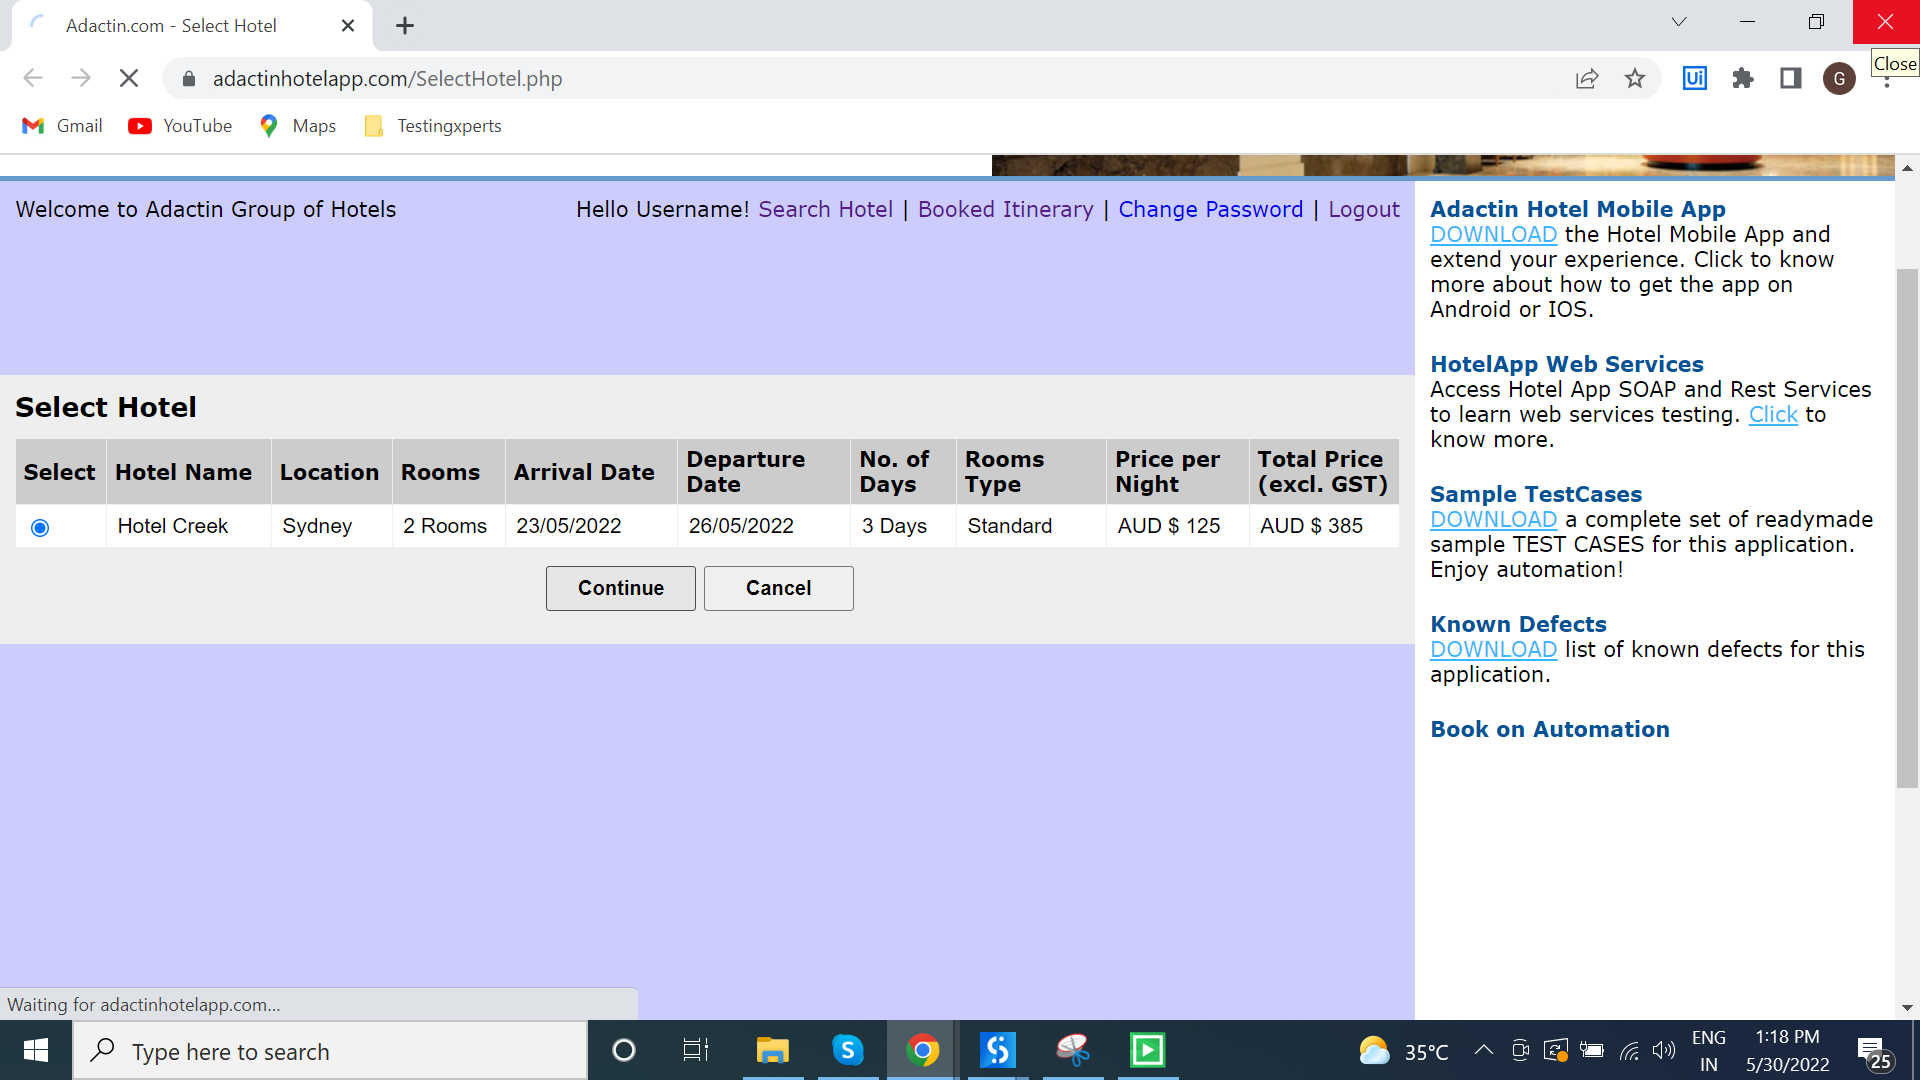 Adactin.com - Select Hotel
Close
adactinhotelapp.com/SelectHotel.php
Ui
G
Gmail
YouTube
Maps
Testingxperts
Welcome to Adactin Group of Hotels
Hello Username! Search Hotel | Booked Itinerary | Change Password | Logout
Select Hotel
Select Hotel Name Location Rooms Arrival Date Departure Date No. of Days Rooms Type Price per Night Total Price (excl. GST)
Hotel Creek Sydney 2 Rooms 23/05/2022 26/05/2022 3 Days Standard AUD $ 125 AUD $ 385
Continue
Cancel
Adactin Hotel Mobile App
DOWNLOAD the Hotel Mobile App and
extend your experience. Click to know
more about how to get the app on
Android or IOS.
HotelApp Web Services
Access Hotel App SOAP and Rest Services
to learn web services testing. Click to
know more.
Sample TestCases
DOWNLOAD a complete set of readymade
sample TEST CASES for this application.
Enjoy automation!
Known Defects
DOWNLOAD list of known defects for this
application.
Book on Automation
Waiting for adactinhotelapp.com...
Type here to search
S
35°C
ENG
IN
1:18 PM
5/30/2022
25